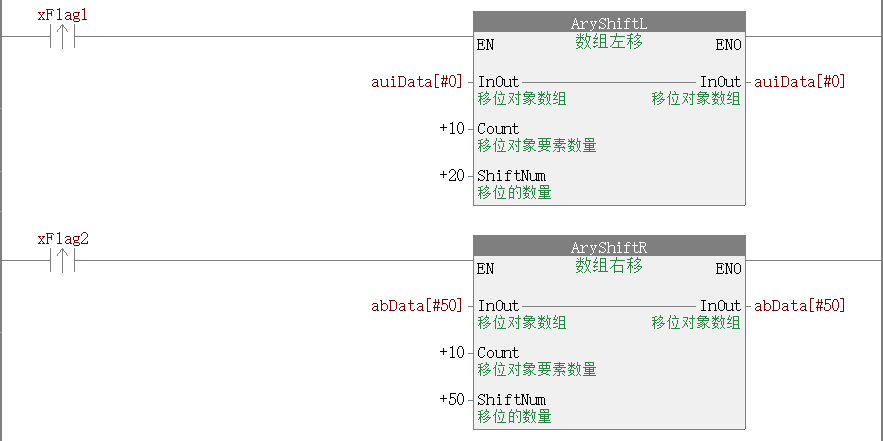 xFlag1
AryShiftL
数组左移
EN ENO
auiData[#0] InOut InOut auiData[#0]
移位对象数组 移位对象数组
+10 Count
移位对象要素数量
+20 ShiftNum
移位的数量
xFlag2
AryShiftR
数组右移
EN ENO
abData[#50] InOut InOut abData[#50]
移位对象数组 移位对象数组
+10 Count
移位对象要素数量
+50 ShiftNum
移位的数量